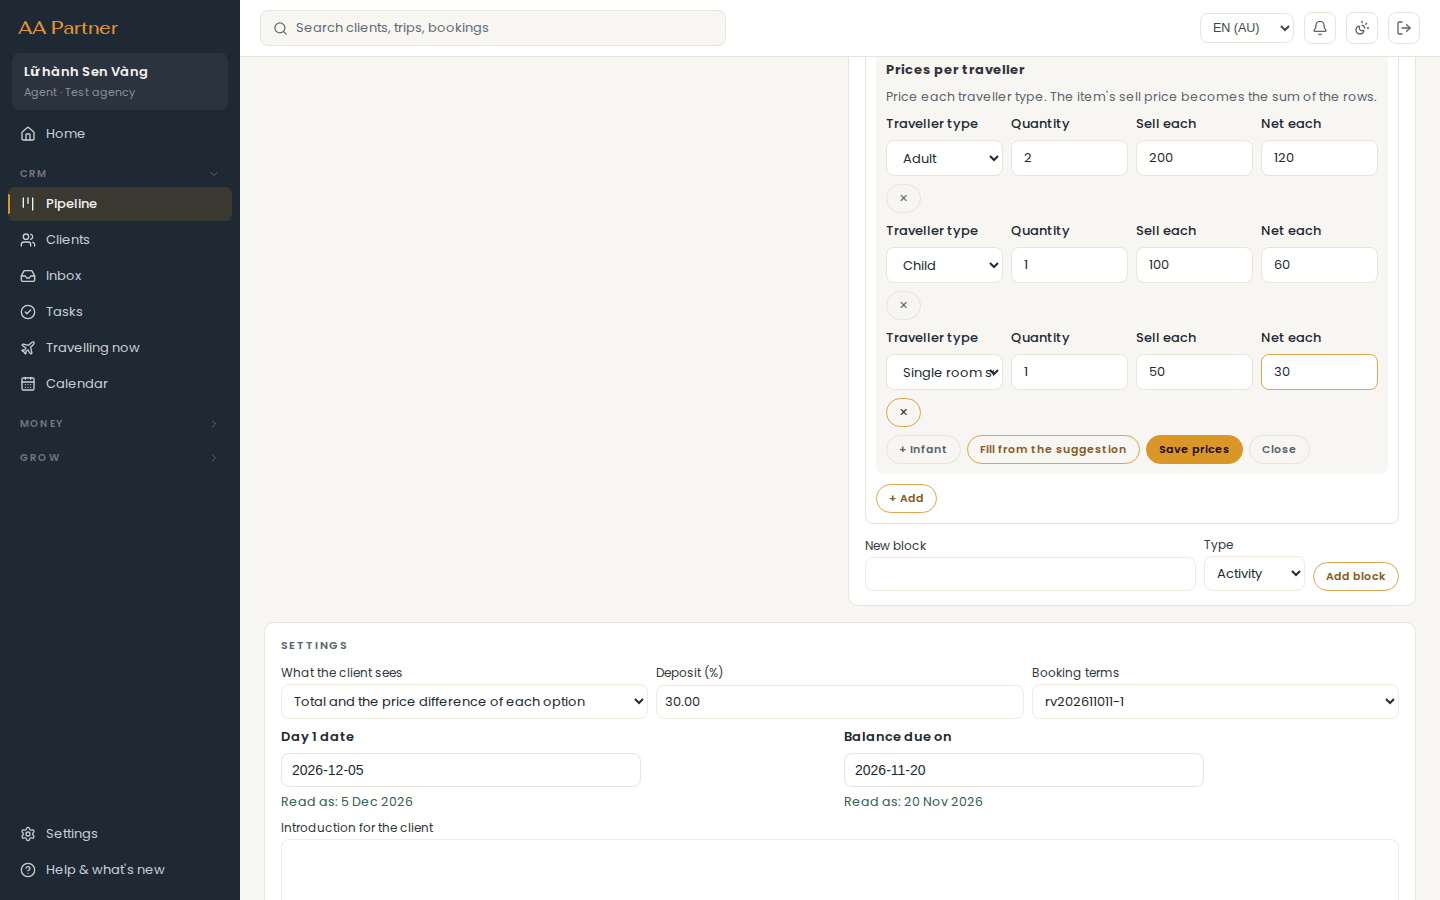 AA Partner
Lữ hành Sen Vàng
Agent · Test agency
Home
CRM
Pipeline
Clients
Inbox
Tasks
Travelling now
Calendar
MONEY
GROW
Settings
Help & what's new
Search clients, trips, bookings
EN (AU)
Prices per traveller
Price each traveller type. The item's sell price becomes the sum of the rows.
Traveller type Quantity Sell each Net each
Adult 2 200 120
×
Traveller type Quantity Sell each Net each
Child 1 100 60
×
Traveller type Quantity Sell each Net each
Single room s 1 50 30
×
+ Infant Fill from the suggestion Save prices Close
+ Add
New block Type
Activity Add block
SETTINGS
What the client sees Deposit (%) Booking terms
Total and the price difference of each option 30.00 rv202611011-1
Day 1 date Balance due on
2026-12-05 2026-11-20
Read as: 5 Dec 2026 Read as: 20 Nov 2026
Introduction for the client